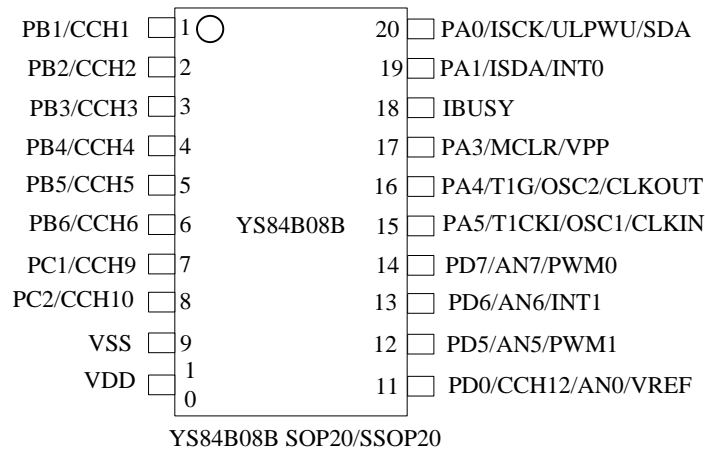 PB1/CCH1 1 20 PA0/ISCK/ULPWU/SDA
PB2/CCH2 2 19 PA1/ISDA/INT0
PB3/CCH3 3 18 IBUSY
PB4/CCH4 4 17 PA3/MCLR/VPP
PB5/CCH5 5 16 PA4/T1G/OSC2/CLKOUT
PB6/CCH6 6 YS84B08B 15 PA5/T1CKI/OSC1/CLKIN
PC1/CCH9 7 14 PD7/AN7/PWM0
PC2/CCH10 8 13 PD6/AN6/INT1
VSS 9 12 PD5/AN5/PWM1
VDD 10 11 PD0/CCH12/AN0/VREF
YS84B08B SOP20/SSOP20